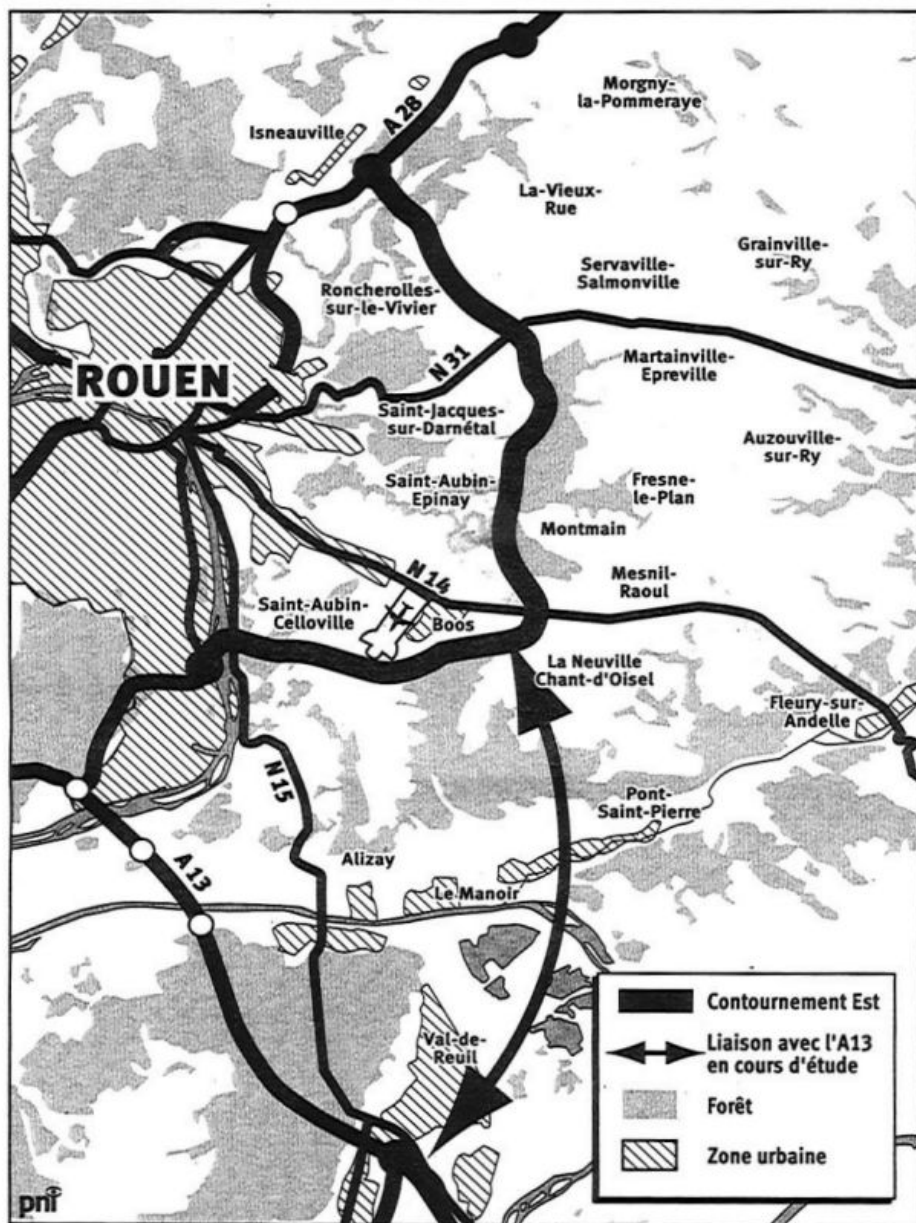 Morgny-
la-Pommeraye
A 28
Isneauville
La-Vieux-
Rue
Grainville-
sur-Ry
Servaville-
Salmonville
Roncherolles-
sur-le-Vivier
N 31
Martainville-
Epreville
ROUEN
Saint-Jacques-
sur-Darnétal
Auzouville-
sur-Ry
Saint-Aubin-
Epinay
Fresne-
le-Plan
Montmain
N 14
Mesnil-
Raoul
Saint-Aubin-
Celloville
Boos
La Neuville
Chant-d'Oisel
Fleury-sur-
Andelle
N 15
Pont-
Saint-Pierre
Alizay
A 13
Le Manoir
Val-de-
Reuil
Contournement Est
Liaison avec l'A13
en cours d'étude
Forêt
Zone urbaine
pni